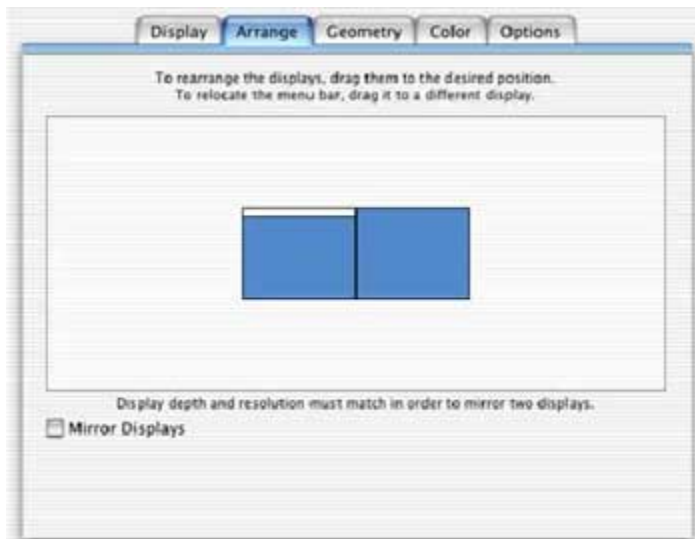 Display Arrange Geometry Color Options
To rearrange the displays, drag them to the desired position.
To relocate the menu bar, drag it to a different display.
Display depth and resolution must match in order to mirror two displays.
Mirror Displays